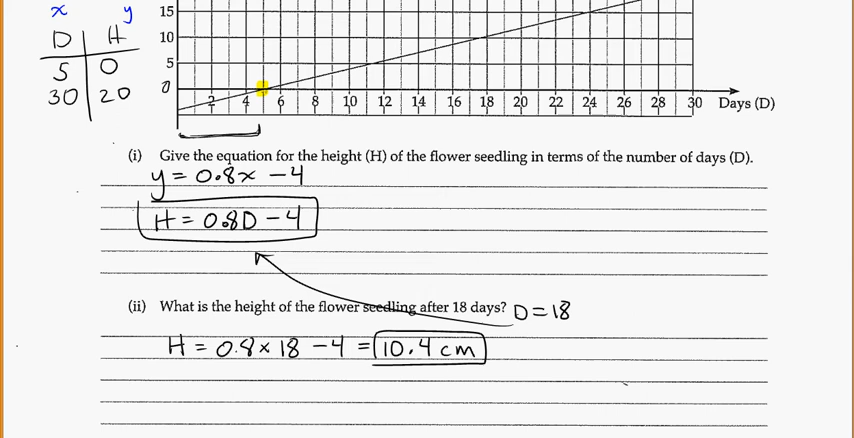 x y
D H
5 0
30 20
15
10
5
0
2 4 6 8 10 12 14 16 18 20 22 24 26 28 30 Days (D)
(i) Give the equation for the height (H) of the flower seedling in terms of the number of days (D).
y = 0.8x - 4
H = 0.8D - 4
(ii) What is the height of the flower seedling after 18 days? D = 18
H = 0.8 × 18 - 4 = 10.4 cm